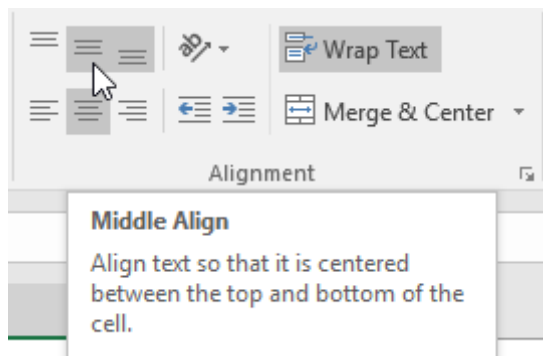 Wrap Text
Merge & Center
Alignment
Middle Align
Align text so that it is centered
between the top and bottom of the
cell.